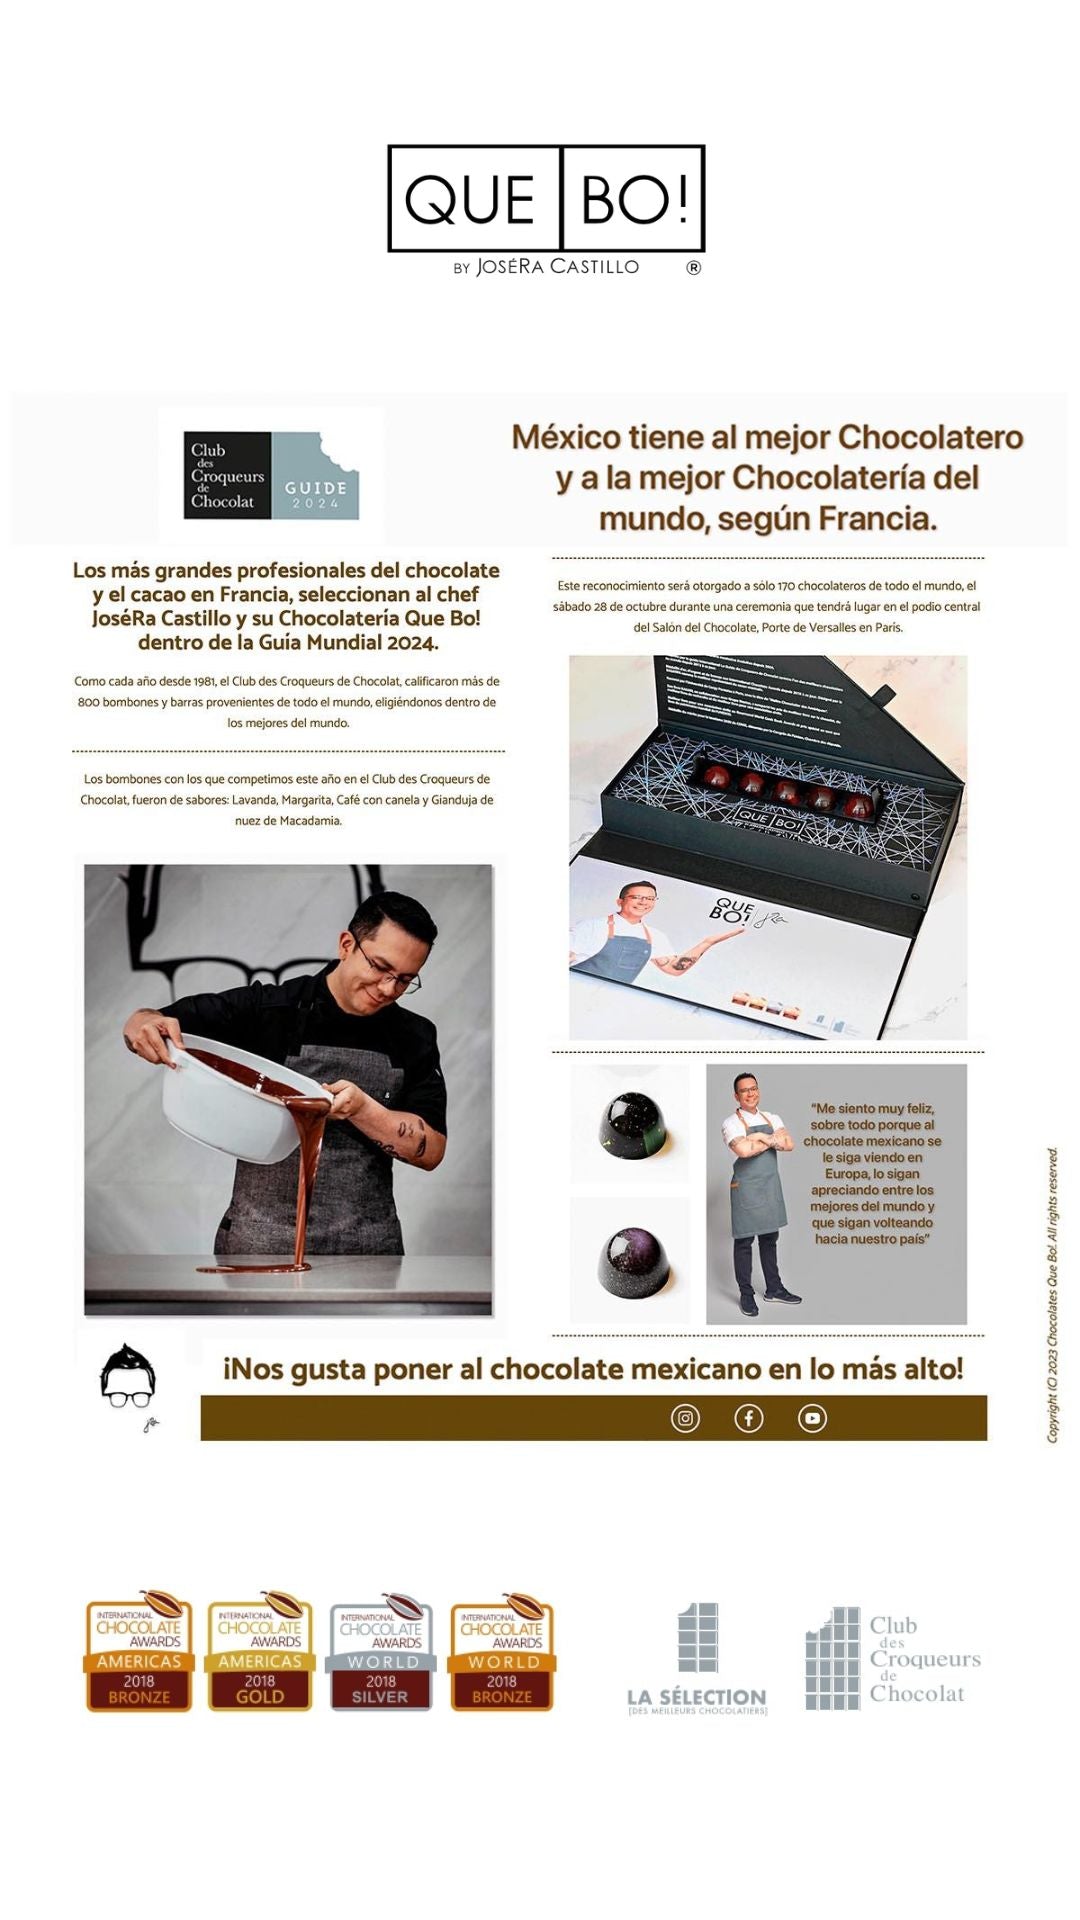 QUE BO!
BY JOSÉRA CASTILLO ®
Club
des
Croqueurs
de
Chocolat
GUIDE
2024
México tiene al mejor Chocolatero
y a la mejor Chocolatería del
mundo, según Francia.
Los más grandes profesionales del chocolate
y el cacao en Francia, seleccionan al chef
JoséRa Castillo y su Chocolatería Que Bo!
dentro de la Guía Mundial 2024.
Como cada año desde 1981, el Club des Croqueurs de Chocolat, calificaron más de
800 bombones y barras provenientes de todo el mundo, eligiéndonos dentro de
los mejores del mundo.
Los bombones con los que competimos este año en el Club des Croqueurs de
Chocolat, fueron de sabores: Lavanda, Margarita, Café con canela y Gianduja de
nuez de Macadamia.
Este reconocimiento será otorgado a sólo 170 chocolateros de todo el mundo, el
sábado 28 de octubre durante una ceremonia que tendrá lugar en el podio central
del Salón del Chocolate, Porte de Versalles en París.
QUE BO!
QUE
BO!
“Me siento muy feliz,
sobre todo porque al
chocolate mexicano se
le siga viendo en
Europa, lo sigan
apreciando entre los
mejores del mundo y
que sigan volteando
hacia nuestro país”
¡Nos gusta poner al chocolate mexicano en lo más alto!
Copyright (C) 2023 Chocolates Que Bo!. All rights reserved.
INTERNATIONAL
CHOCOLATE
AWARDS
AMERICAS
2018
BRONZE
INTERNATIONAL
CHOCOLATE
AWARDS
AMERICAS
2018
GOLD
INTERNATIONAL
CHOCOLATE
AWARDS
WORLD
2018
SILVER
INTERNATIONAL
CHOCOLATE
AWARDS
WORLD
2018
BRONZE
LA SÉLECTION
[DES MEILLEURS CHOCOLATIERS]
Club
des
Croqueurs
de
Chocolat